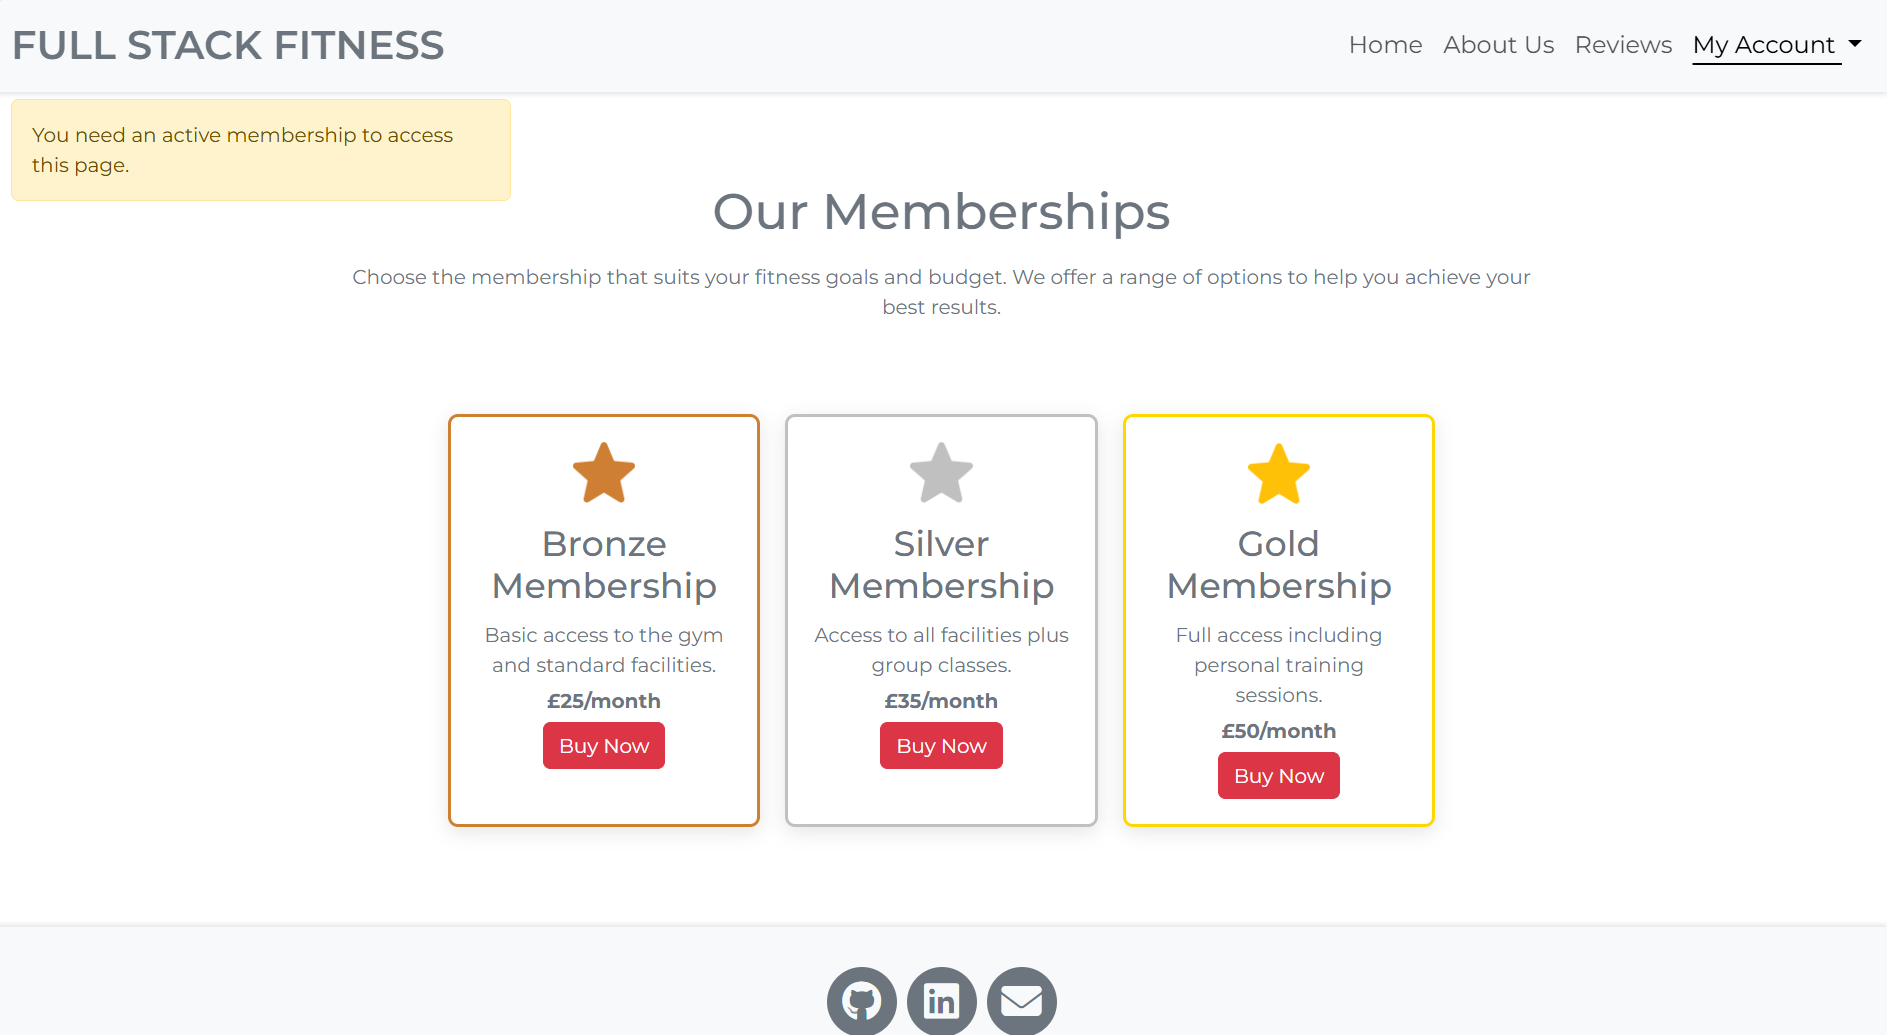 FULL STACK FITNESS
Home About Us Reviews My Account
You need an active membership to access
this page.
Our Memberships
Choose the membership that suits your fitness goals and budget. We offer a range of options to help you achieve your
best results.
Bronze
Membership
Basic access to the gym
and standard facilities.
£25/month
Buy Now
Silver
Membership
Access to all facilities plus
group classes.
£35/month
Buy Now
Gold
Membership
Full access including
personal training
sessions.
£50/month
Buy Now
in